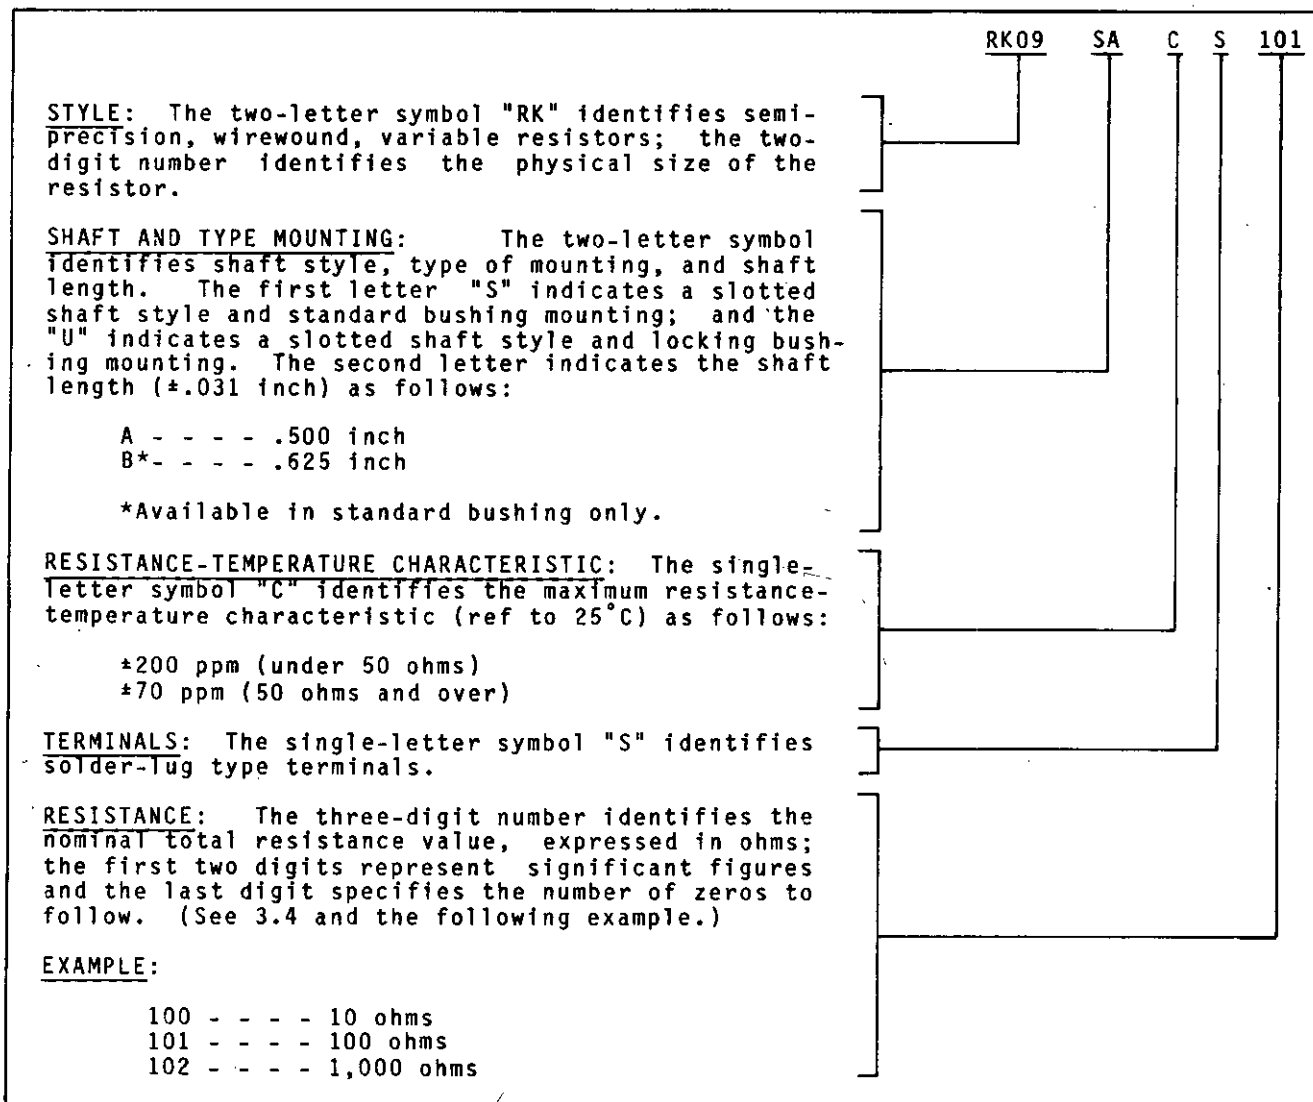 RK09 SA C S 101
STYLE: The two-letter symbol "RK" identifies semi-
precision, wirewound, variable resistors; the two-
digit number identifies the physical size of the
resistor.
SHAFT AND TYPE MOUNTING: The two-letter symbol
identifies shaft style, type of mounting, and shaft
length. The first letter "S" indicates a slotted
shaft style and standard bushing mounting; and the
"U" indicates a slotted shaft style and locking bush-
ing mounting. The second letter indicates the shaft
length (±.031 inch) as follows:
A - - - - .500 inch
B*- - - - .625 inch
*Available in standard bushing only.
RESISTANCE-TEMPERATURE CHARACTERISTIC: The single-
letter symbol "C" identifies the maximum resistance-
temperature characteristic (ref to 25°C) as follows:
±200 ppm (under 50 ohms)
±70 ppm (50 ohms and over)
TERMINALS: The single-letter symbol "S" identifies
solder-lug type terminals.
RESISTANCE: The three-digit number identifies the
nominal total resistance value, expressed in ohms;
the first two digits represent significant figures
and the last digit specifies the number of zeros to
follow. (See 3.4 and the following example.)
EXAMPLE:
100 - - - - 10 ohms
101 - - - - 100 ohms
102 - - - - 1,000 ohms